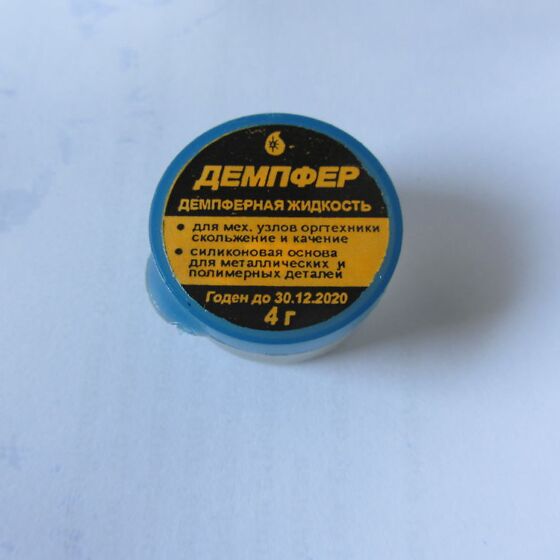 ДЕМПФЕР
ДЕМПФЕРНАЯ ЖИДКОСТЬ
• для мех. узлов оргтехники
скольжение и качение
• силиконовая основа
для металлических и
полимерных деталей
Годен до 30.12.2020
4 г